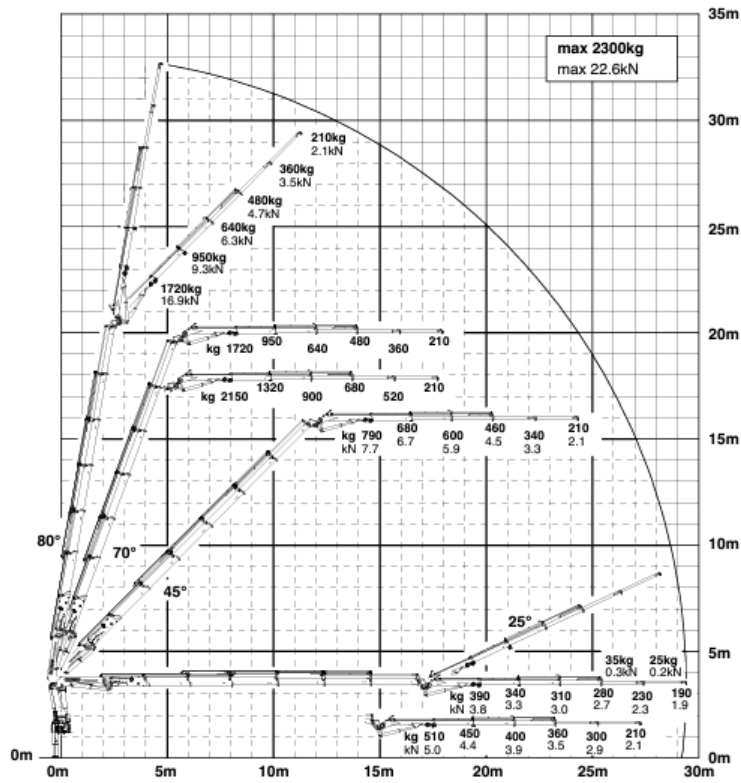 35m
max 2300kg
max 22.6kN
30m
210kg
2.1kN
360kg
3.5kN
480kg
4.7kN
640kg
6.3kN
25m
950kg
9.3kN
1720kg
16.9kN
20m
kg 1720 950 640 480 360 210
kg 2150 1320 900 680 520 210
15m
kg 790 680 600 460 340 210
kN 7.7 6.7 5.9 4.5 3.3 2.1
80°
70°
10m
45°
25°
35kg 25kg
0.3kN 0.2kN
5m
kg 390 340 310 280 230 190
kN 3.8 3.3 3.0 2.7 2.3 1.9
kg 510 450 400 360 300 210
kN 5.0 4.4 3.9 3.5 2.9 2.1
0m
0m
0m 5m 10m 15m 20m 25m 30m